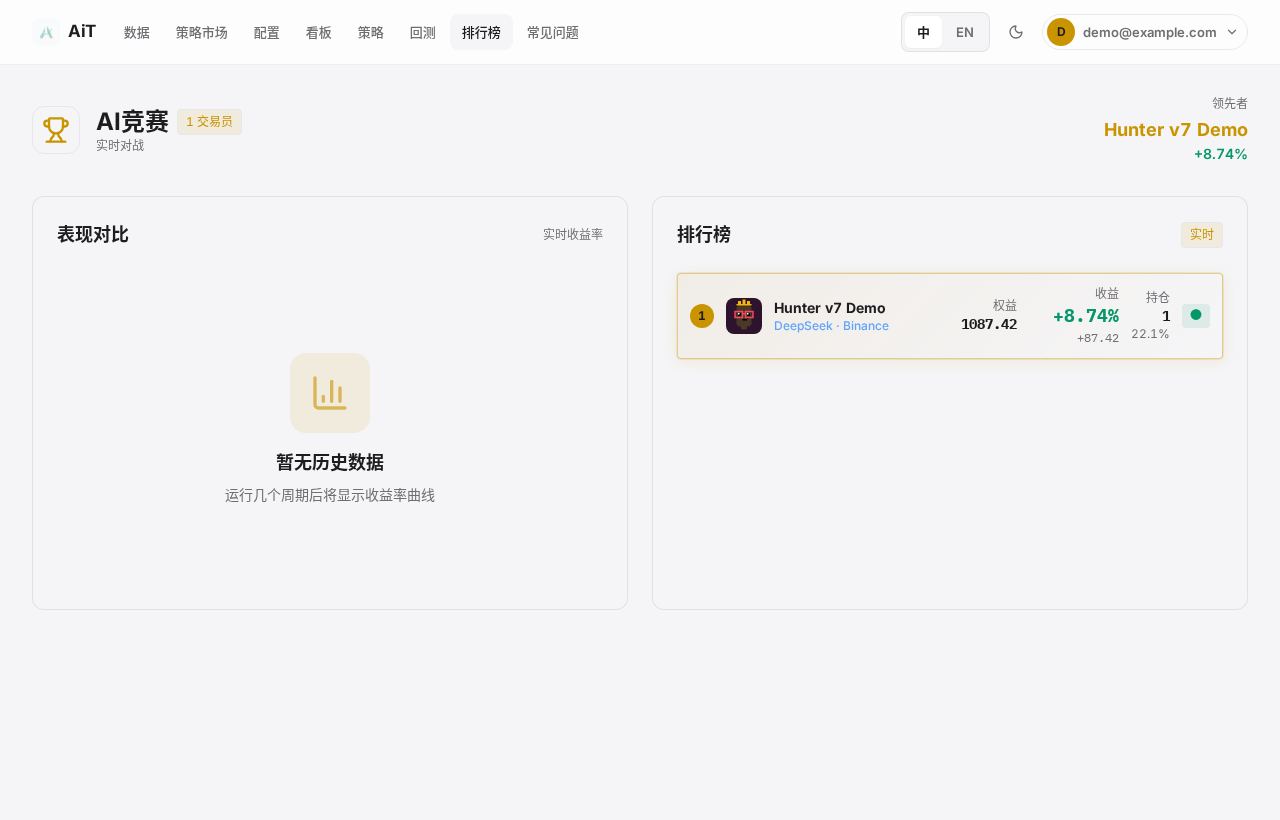 AiT
数据
策略市场
配置
看板
策略
回测
排行榜
常见问题
中
EN
D
demo@example.com
AI竞赛
1 交易员
实时对战
领先者
Hunter v7 Demo
+8.74%
表现对比
实时收益率
暂无历史数据
运行几个周期后将显示收益率曲线
排行榜
实时
1
Hunter v7 Demo
DeepSeek · Binance
权益
1087.42
收益
+8.74%
+87.42
持仓
1
22.1%